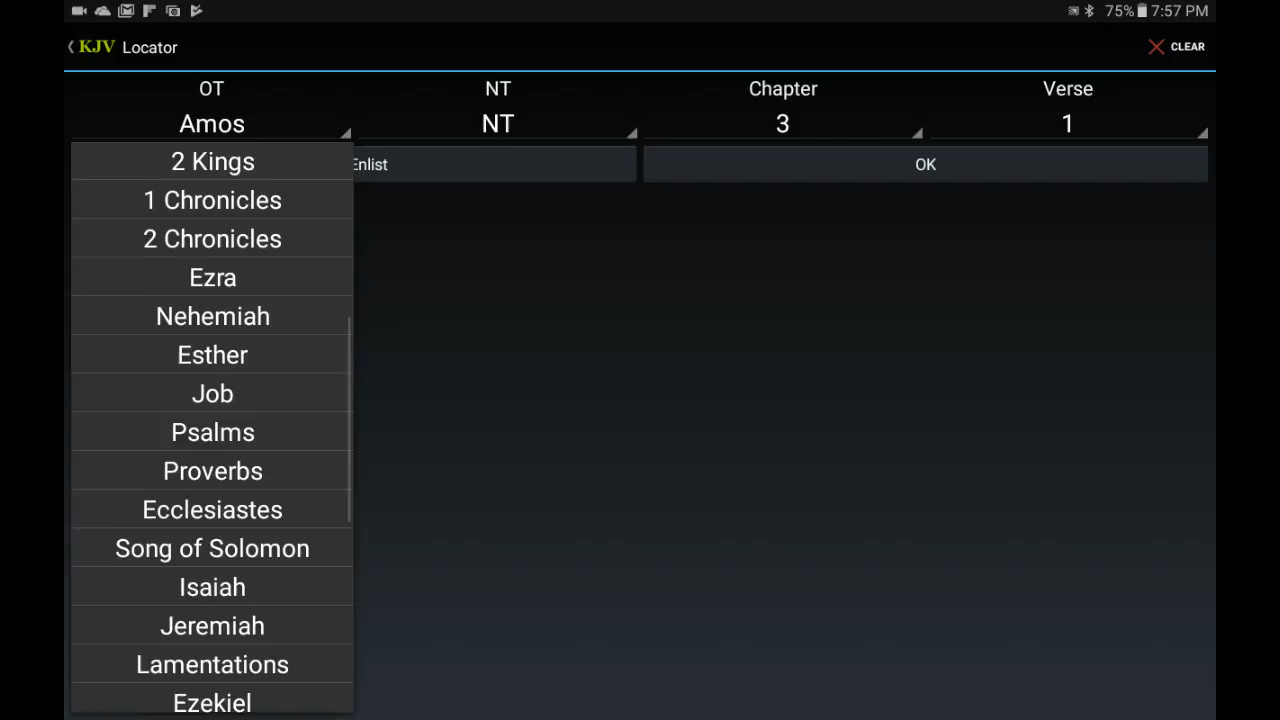 75% 7:57 PM
KJV Locator
CLEAR
OT NT Chapter Verse
Amos NT 3 1
Enlist OK
2 Kings
1 Chronicles
2 Chronicles
Ezra
Nehemiah
Esther
Job
Psalms
Proverbs
Ecclesiastes
Song of Solomon
Isaiah
Jeremiah
Lamentations
Ezekiel